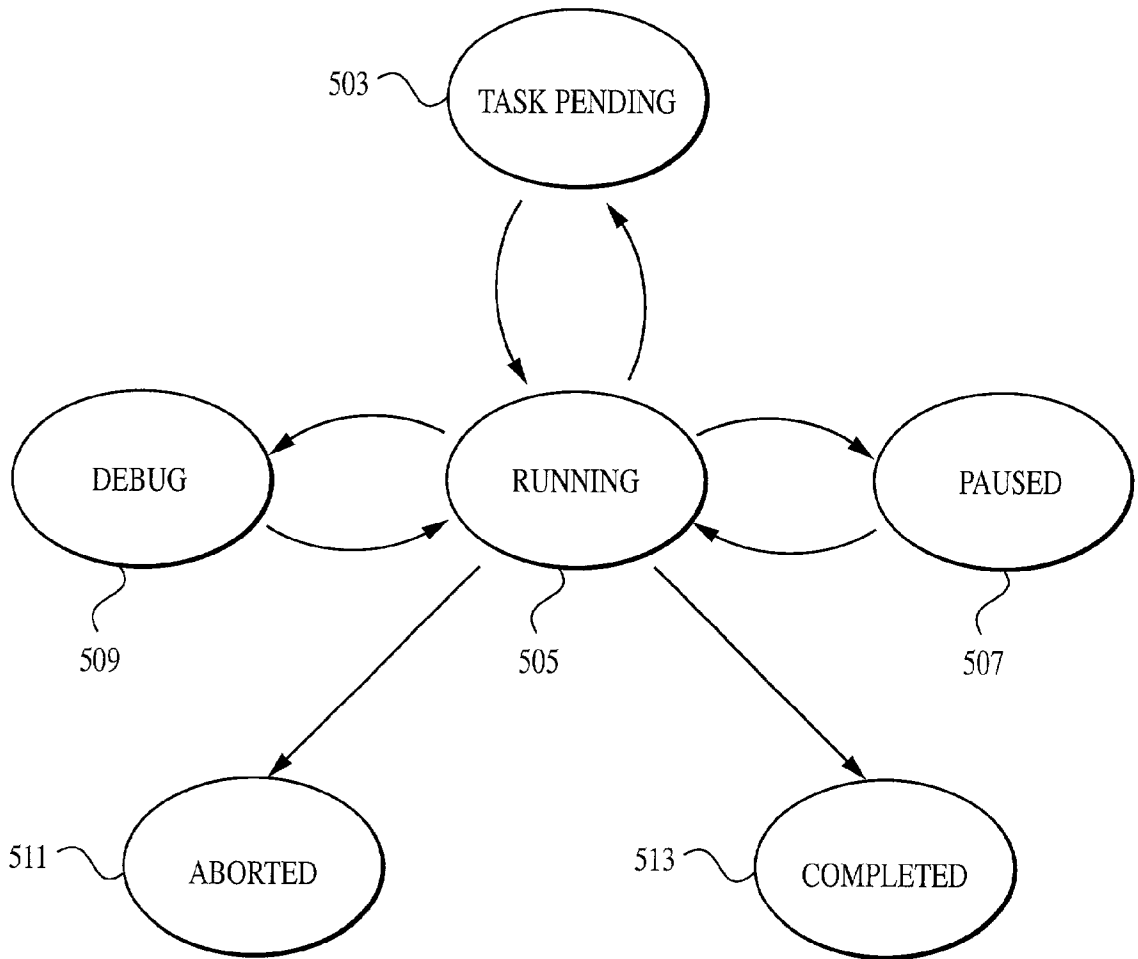 503
TASK PENDING
DEBUG
RUNNING
PAUSED
509
505
507
511
ABORTED
513
COMPLETED